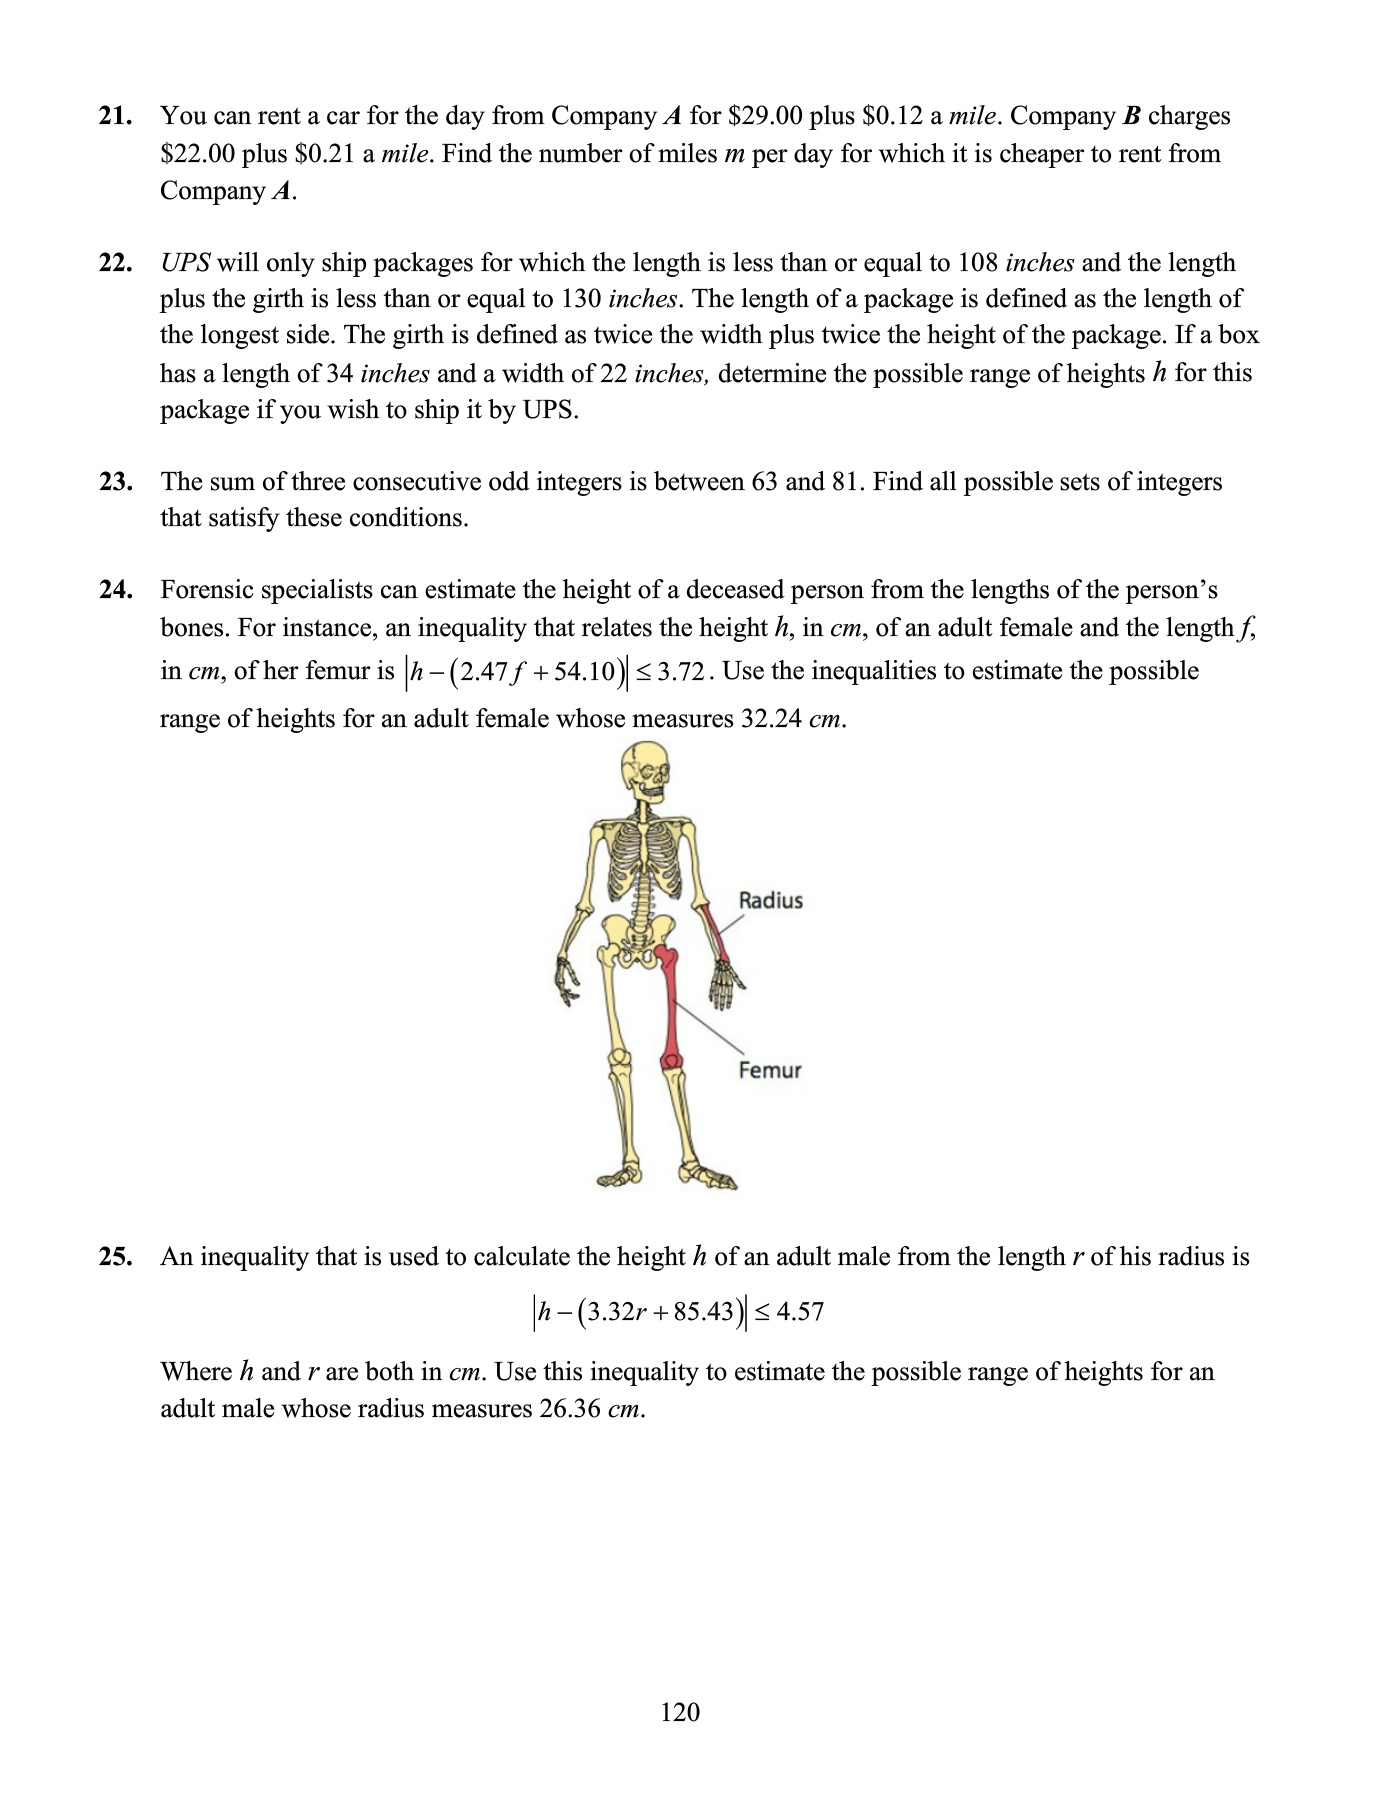 21. You can rent a car for the day from Company A for $29.00 plus $0.12 a mile. Company B charges
$22.00 plus $0.21 a mile. Find the number of miles m per day for which it is cheaper to rent from
Company A.
22. UPS will only ship packages for which the length is less than or equal to 108 inches and the length
plus the girth is less than or equal to 130 inches. The length of a package is defined as the length of
the longest side. The girth is defined as twice the width plus twice the height of the package. If a box
has a length of 34 inches and a width of 22 inches, determine the possible range of heights h for this
package if you wish to ship it by UPS.
23. The sum of three consecutive odd integers is between 63 and 81. Find all possible sets of integers
that satisfy these conditions.
24. Forensic specialists can estimate the height of a deceased person from the lengths of the person’s
bones. For instance, an inequality that relates the height h, in cm, of an adult female and the length f,
in cm, of her femur is |h − (2.47f + 54.10)| ≤ 3.72. Use the inequalities to estimate the possible
range of heights for an adult female whose measures 32.24 cm.
Radius
Femur
25. An inequality that is used to calculate the height h of an adult male from the length r of his radius is
|h − (3.32r + 85.43)| ≤ 4.57
Where h and r are both in cm. Use this inequality to estimate the possible range of heights for an
adult male whose radius measures 26.36 cm.
120